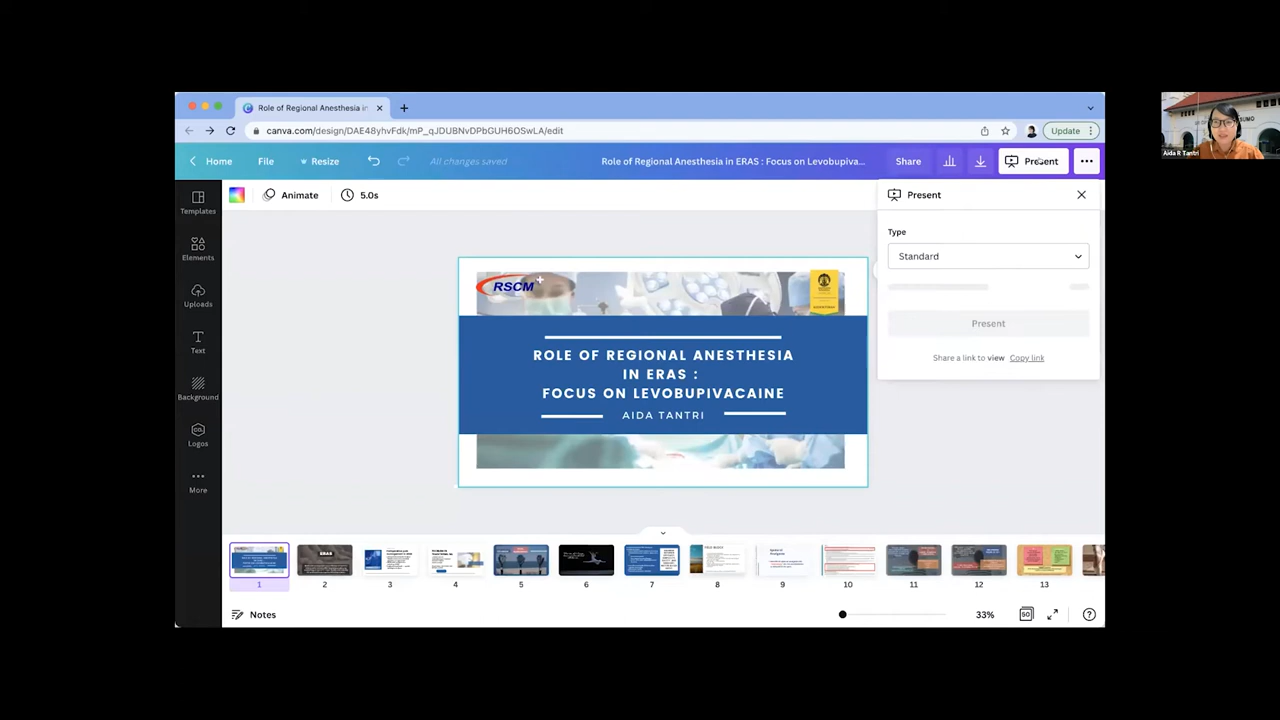 Role of Regional Anesthesia in
canva.com/design/DAE48yhvFdk/mP_qJDUBNvDPbGUH6OSwLA/edit
Update
Home
File
Resize
All changes saved
Role of Regional Anesthesia in ERAS : Focus on Levobupiva...
Share
Present
Templates
Elements
Uploads
Text
Background
Logos
CO.
More
Animate
5.0s
Present
Type
Standard
Present
Share a link to view Copy link
RSCM
ROLE OF REGIONAL ANESTHESIA
IN ERAS :
FOCUS ON LEVOBUPIVACAINE
AIDA TANTRI
ERAS
1
2
3
4
5
6
7
8
9
10
11
12
13
Notes
33%
50
Aida R Tantri